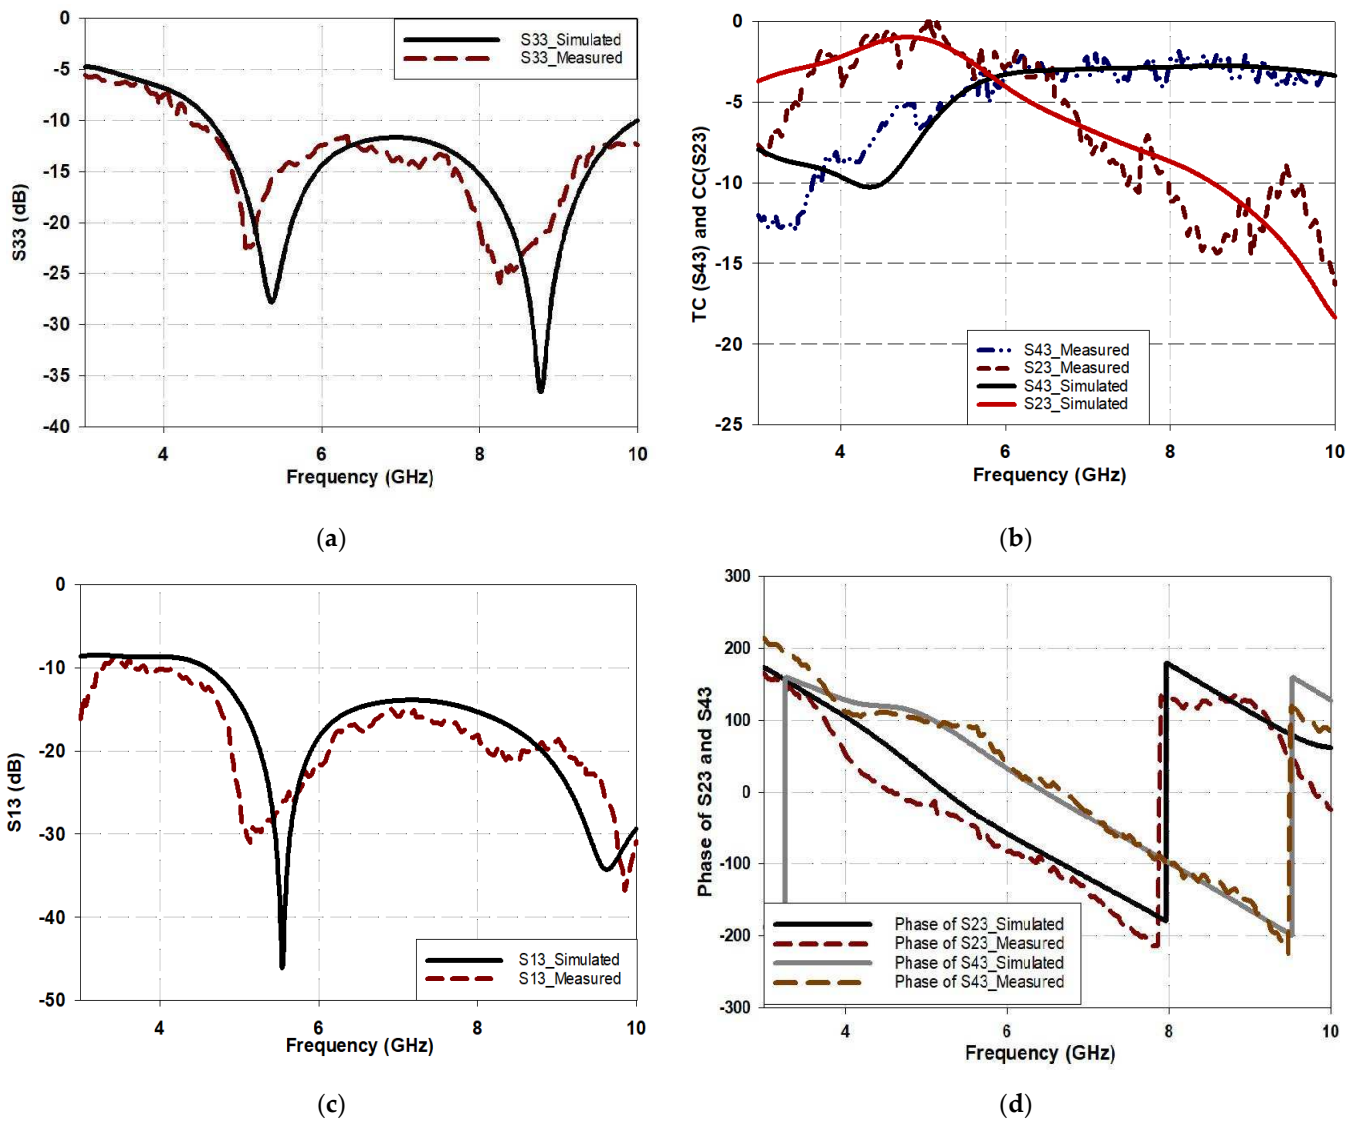 0
-5
-10
-15
-20
-25
-30
-35
-40
S33 (dB)
S33_Simulated
S33_Measured
4
6
8
10
Frequency (GHz)
(a)
0
-5
-10
-15
-20
-25
TC (S43) and CC(S23)
S43_Measured
S23_Measured
S43_Simulated
S23_Simulated
4
6
8
10
Frequency (GHz)
(b)
0
-10
-20
-30
-40
-50
S13 (dB)
S13_Simulated
S13_Measured
4
6
8
10
Frequency (GHz)
(c)
300
200
100
0
-100
-200
-300
Phase of S23 and S43
Phase of S23_Simulated
Phase of S23_Measured
Phase of S43_Simulated
Phase of S43_Measured
4
6
8
10
Frequency (GHz)
(d)